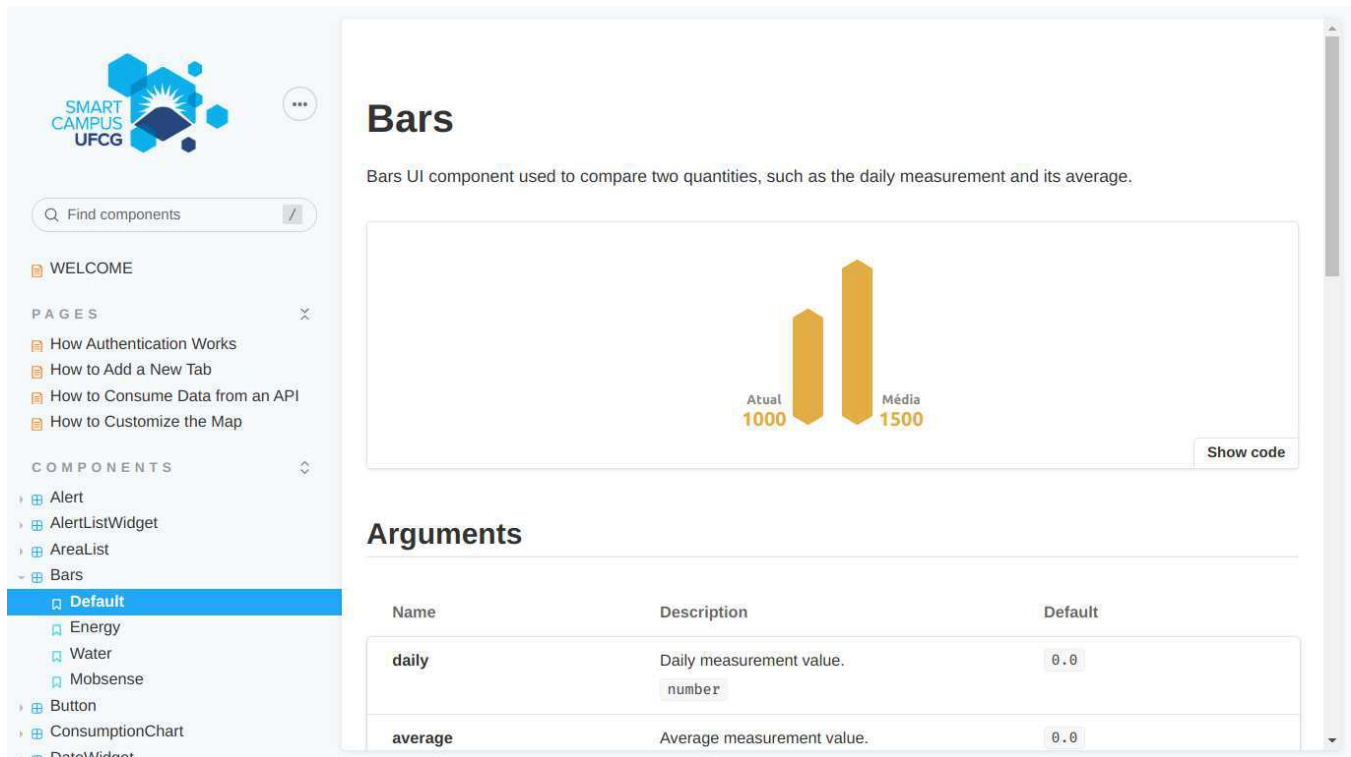 SMART
CAMPUS
UFCG
Find components
/
WELCOME
PAGES
How Authentication Works
How to Add a New Tab
How to Consume Data from an API
How to Customize the Map
COMPONENTS
Alert
AlertListWidget
AreaList
Bars
Default
Energy
Water
Mobsense
Button
ConsumptionChart
DateWidget
Bars
Bars UI component used to compare two quantities, such as the daily measurement and its average.
Atual
1000
Média
1500
Show code
Arguments
Name Description Default
daily Daily measurement value. 0.0
number
average Average measurement value. 0.0